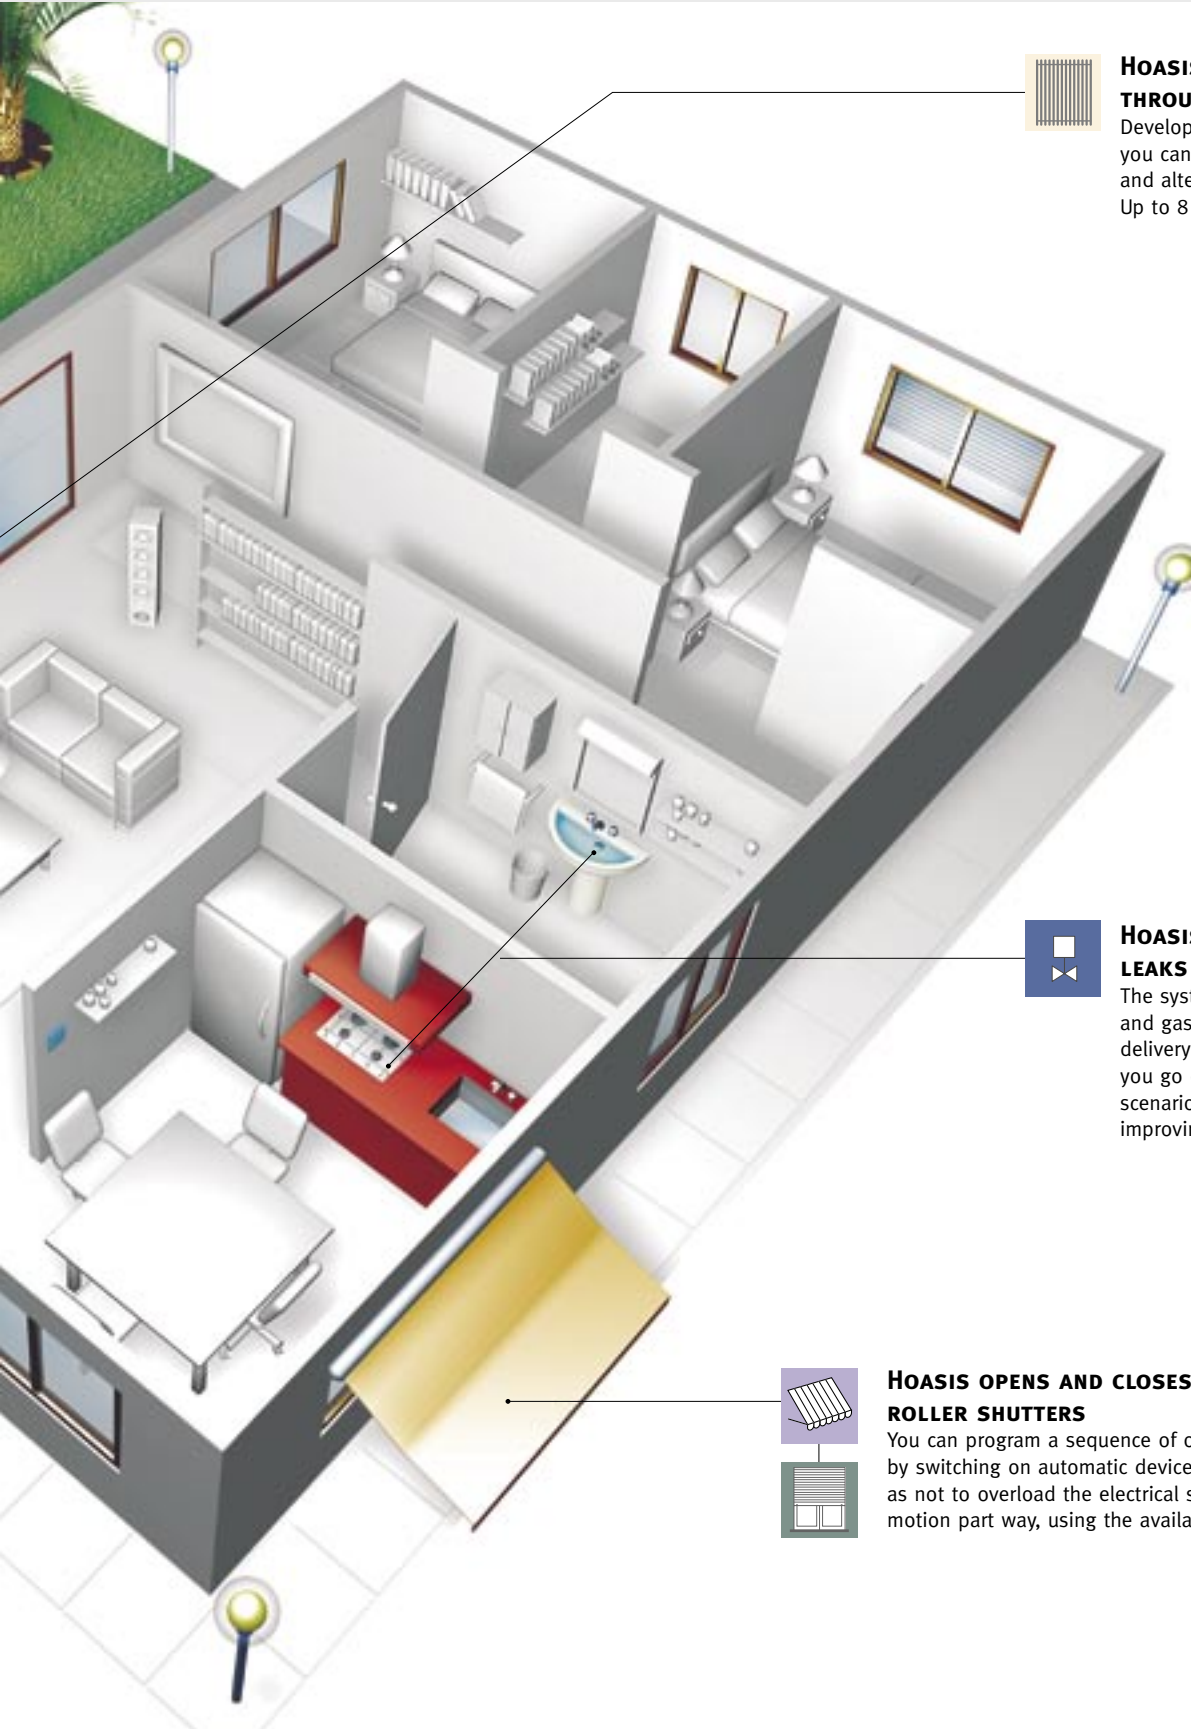 HOASIS
THROU
Develop
you can
and alte
Up to 8
HOASIS
LEAKS
The syst
and gas
delivery
you go
scenario
improvin
HOASIS OPENS AND CLOSES
ROLLER SHUTTERS
You can program a sequence of o
by switching on automatic device
as not to overload the electrical s
motion part way, using the availa